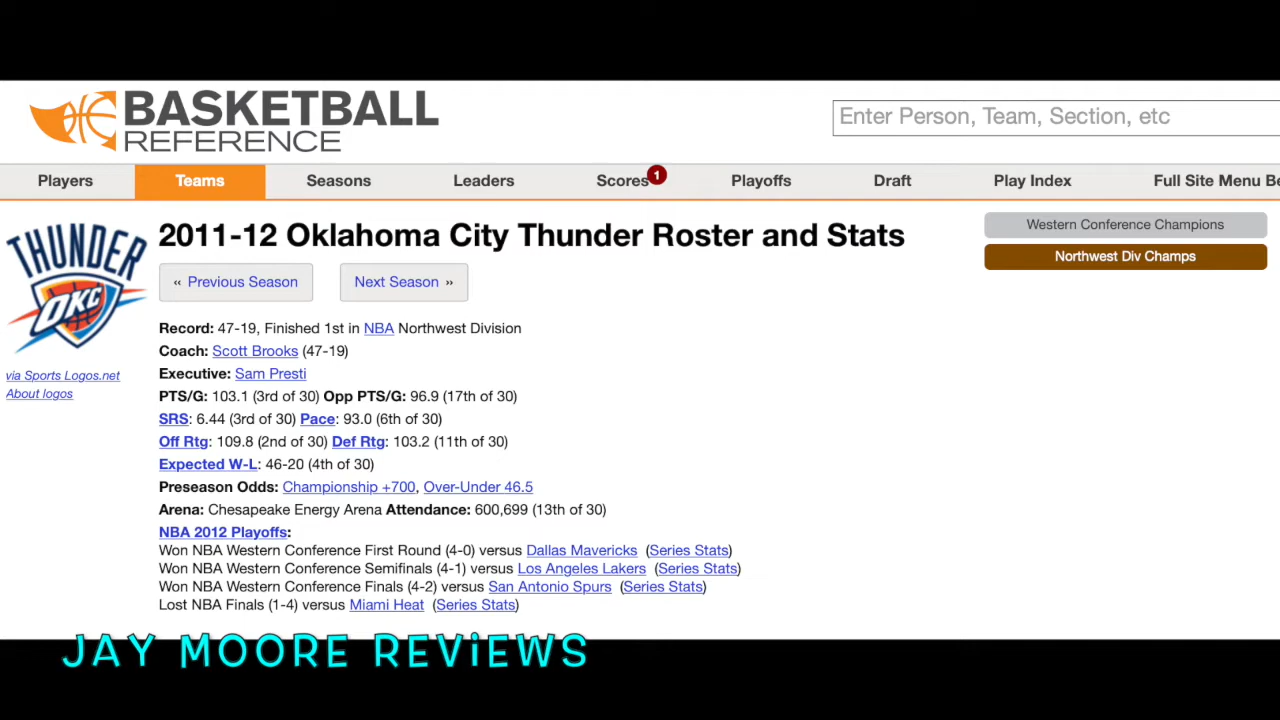 BASKETBALL
REFERENCE
Enter Person, Team, Section, etc
Players Teams Seasons Leaders Scores 1 Playoffs Draft Play Index Full Site Menu Be
THUNDER
OKC
via Sports Logos.net
About logos
2011-12 Oklahoma City Thunder Roster and Stats
Western Conference Champions
Northwest Div Champs
« Previous Season Next Season »
Record: 47-19, Finished 1st in NBA Northwest Division
Coach: Scott Brooks (47-19)
Executive: Sam Presti
PTS/G: 103.1 (3rd of 30) Opp PTS/G: 96.9 (17th of 30)
SRS: 6.44 (3rd of 30) Pace: 93.0 (6th of 30)
Off Rtg: 109.8 (2nd of 30) Def Rtg: 103.2 (11th of 30)
Expected W-L: 46-20 (4th of 30)
Preseason Odds: Championship +700, Over-Under 46.5
Arena: Chesapeake Energy Arena Attendance: 600,699 (13th of 30)
NBA 2012 Playoffs:
Won NBA Western Conference First Round (4-0) versus Dallas Mavericks (Series Stats)
Won NBA Western Conference Semifinals (4-1) versus Los Angeles Lakers (Series Stats)
Won NBA Western Conference Finals (4-2) versus San Antonio Spurs (Series Stats)
Lost NBA Finals (1-4) versus Miami Heat (Series Stats)
JAY MOORE REViEWS